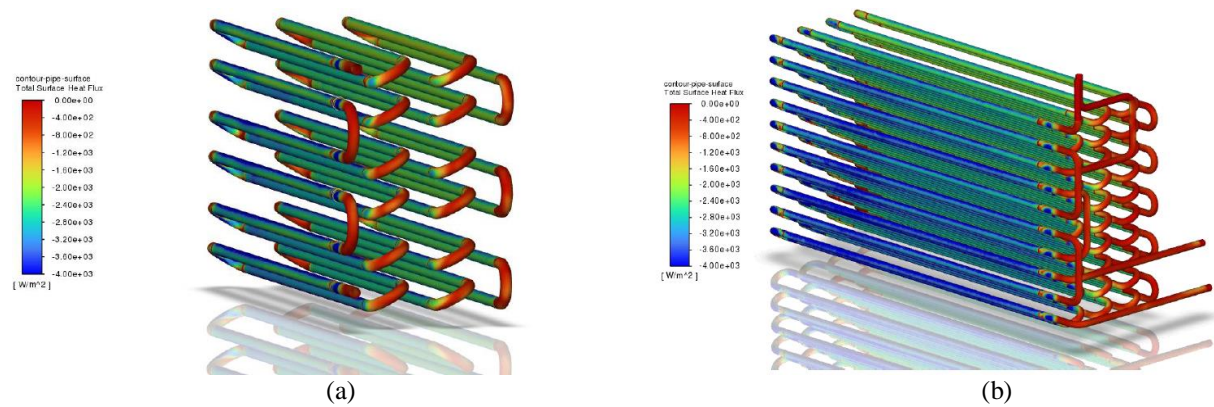 contour-pipe-surface
Total Surface Heat Flux
0.00e+00
-4.00e+02
-8.00e+02
-1.20e+03
-1.60e+03
-2.00e+03
-2.40e+03
-2.80e+03
-3.20e+03
-3.60e+03
-4.00e+03
[ W/m^2 ]
(a)
contour-pipe-surface
Total Surface Heat Flux
0.00e+00
-4.00e+02
-8.00e+02
-1.20e+03
-1.60e+03
-2.00e+03
-2.40e+03
-2.80e+03
-3.20e+03
-3.60e+03
-4.00e+03
[ W/m^2 ]
(b)